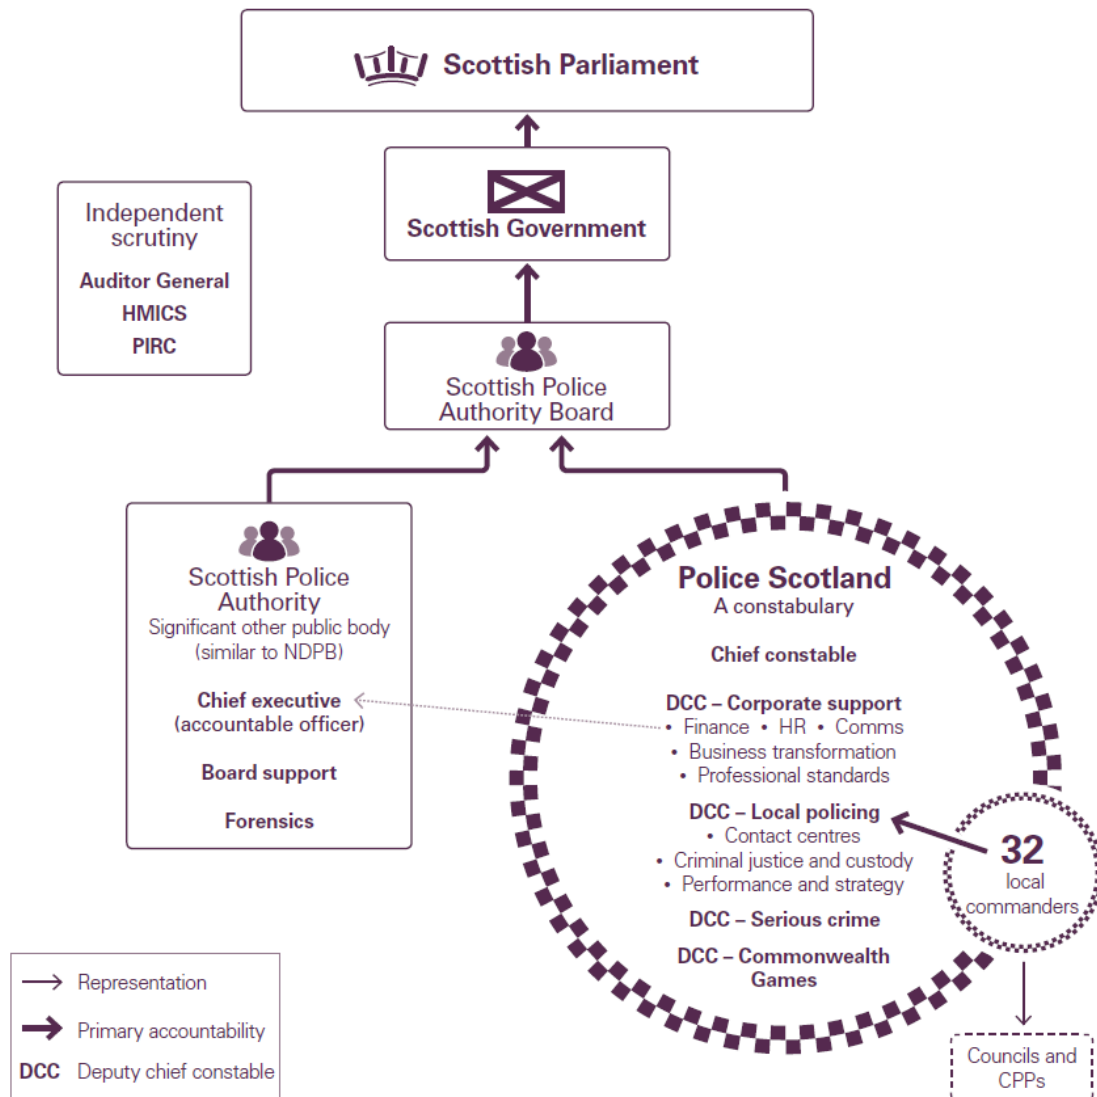 Scottish Parliament
Scottish Government
Independent
scrutiny
Auditor General
HMICS
PIRC
Scottish Police
Authority Board
Scottish Police
Authority
Significant other public body
(similar to NDPB)
Chief executive
(accountable officer)
Board support
Forensics
Police Scotland
A constabulary
Chief constable
DCC – Corporate support
• Finance • HR • Comms
• Business transformation
• Professional standards
DCC – Local policing
• Contact centres
• Criminal justice and custody
• Performance and strategy
DCC – Serious crime
DCC – Commonwealth
Games
32
local
commanders
Councils and
CPPs
Representation
Primary accountability
DCC Deputy chief constable